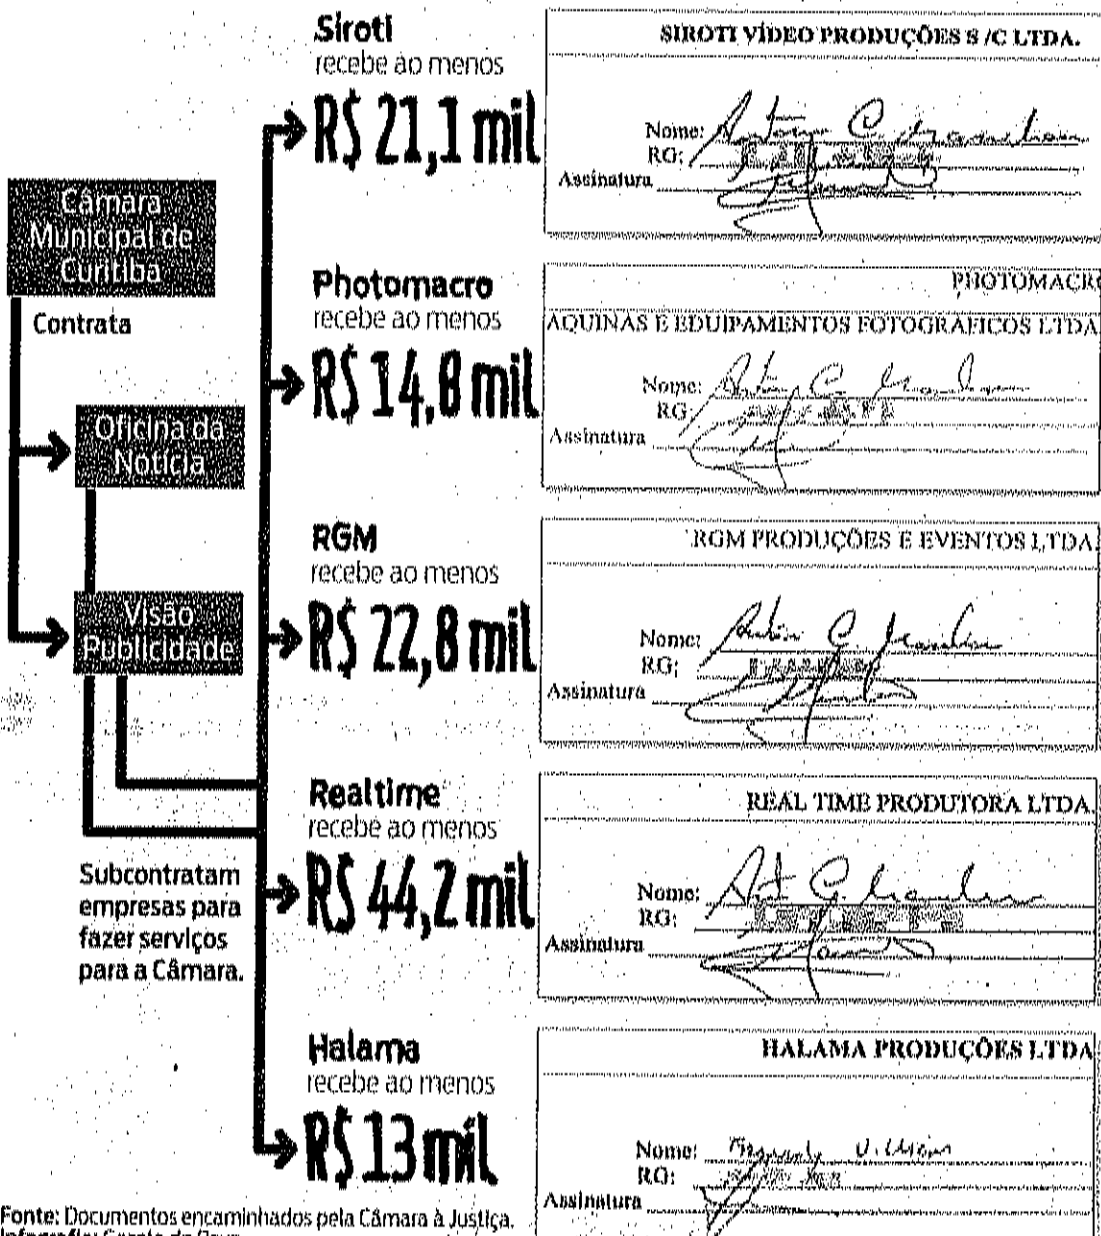 Câmara
Municipal de
Curitiba
Contrata
Oficina da
Notícia
Visão
Publicidade
Subcontratam
empresas para
fazer serviços
para a Câmara.
Siroti
recebe ao menos
R$ 21,1 mil
SIROTI VÍDEO PRODUÇÕES S /C LTDA.
Nome:
RG:
Assinatura
Photomacro
recebe ao menos
R$ 14,8 mil
PHOTOMACRO
AQUINAS E EDUIPAMENTOS FOTOGRÁFICOS LTDA
Nome:
RG:
Assinatura
RGM
recebe ao menos
R$ 22,8 mil
RGM PRODUÇÕES E EVENTOS LTDA.
Nome:
RG:
Assinatura
Realtime
recebe ao menos
R$ 44,2 mil
REAL TIME PRODUTORA LTDA.
Nome:
RG:
Assinatura
Halama
recebe ao menos
R$ 13 mil
HALAMA PRODUÇÕES LTDA
Nome:
RG:
Assinatura
Fonte: Documentos encaminhados pela Câmara à Justiça.